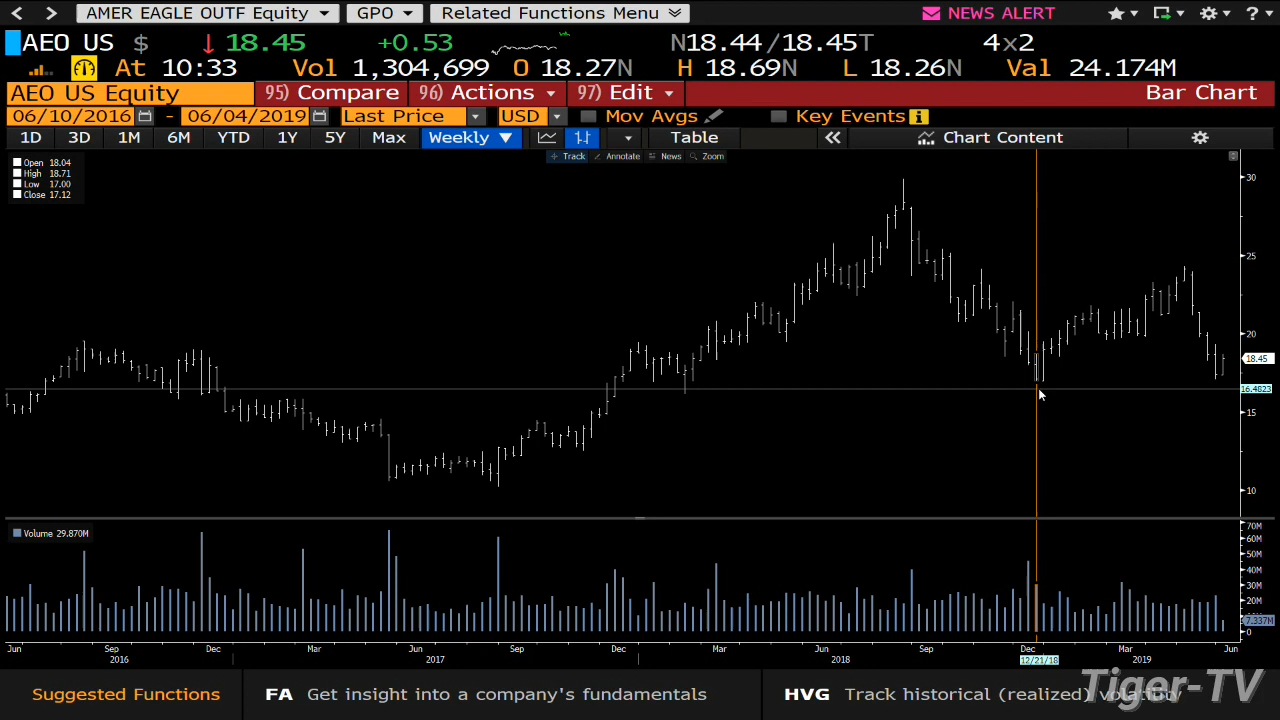 AMER EAGLE OUTF Equity GPO Related Functions Menu NEWS ALERT ?
AEO US $ ↓ 18.45 +0.53 N18.44/18.45T 4x2
At 10:33 Vol 1,304,699 O 18.27N H 18.69N L 18.26N Val 24.174M
AEO US Equity 95) Compare 96) Actions 97) Edit Bar Chart
06/10/2016 - 06/04/2019 Last Price USD Mov Avgs Key Events i
1D 3D 1M 6M YTD 1Y 5Y Max Weekly ▼ Table « Chart Content
Track Annotate News Zoom
Open 18.04
High 18.71
Low 17.00
Close 17.12
30
25
20
18.45
16.4823
15
10
Volume 29.870M
70M
60M
50M
40M
30M
20M
7.337M
0
Jun Sep Dec Mar Jun Sep Dec Mar Jun Sep Dec Mar Jun
2016 2017 2018 12/21/18 2019
Suggested Functions FA Get insight into a company's fundamentals HVG Track historical (realized) volatility
Tiger-TV